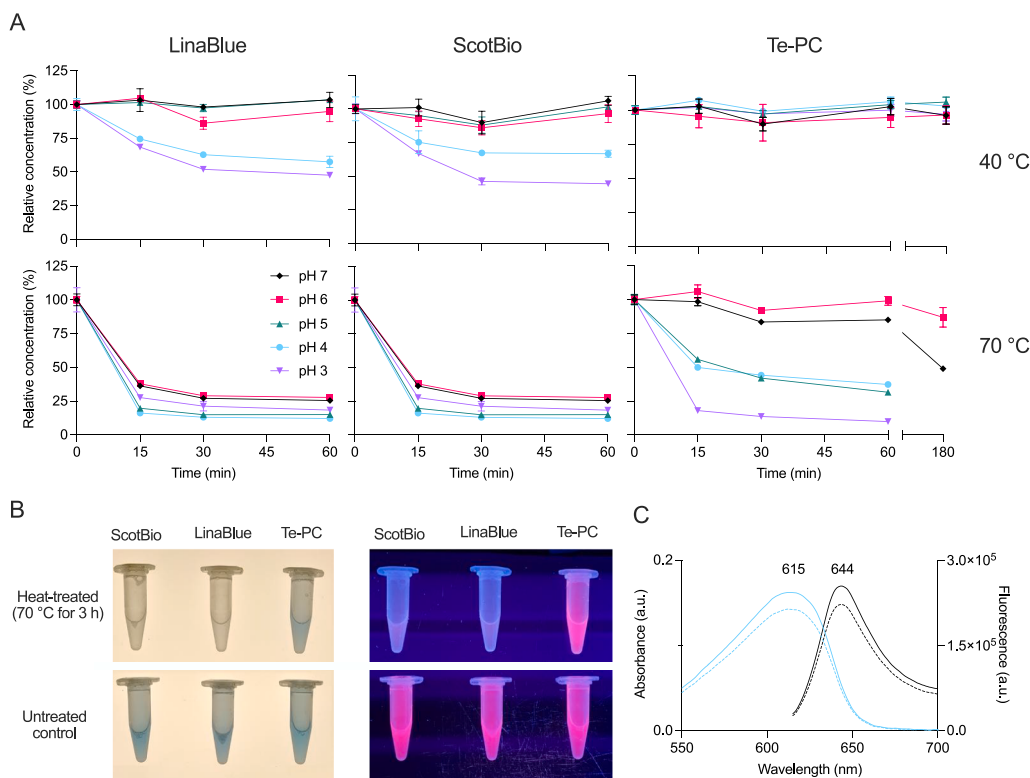 A
LinaBlue
ScotBio
Te-PC
Relative concentration (%)
125
100
75
50
25
0
0
15
30
45
60
0
15
30
45
60
0
15
30
45
60
180
40 °C
Relative concentration (%)
125
100
75
50
25
0
pH 7
pH 6
pH 5
pH 4
pH 3
70 °C
Time (min)
Time (min)
Time (min)
B
ScotBio
LinaBlue
Te-PC
ScotBio
LinaBlue
Te-PC
Heat-treated
(70 °C for 3 h)
Untreated
control
C
0.2
0.0
Absorbance (a.u.)
615
644
3.0×10⁵
1.5×10⁵
0.0
Fluorescence (a.u.)
550
600
650
700
Wavelength (nm)